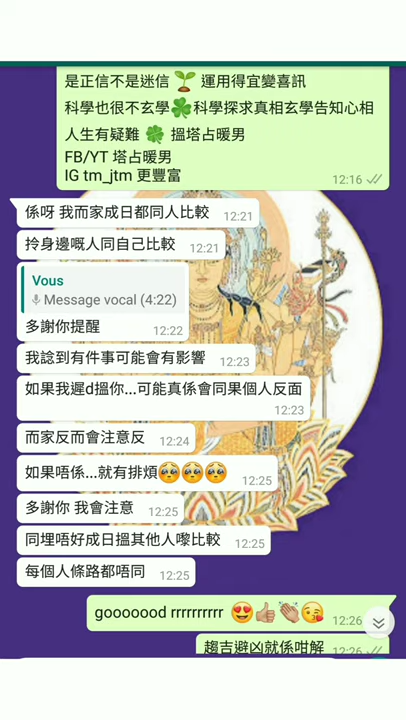 是正信不是迷信 🌱 運用得宜變喜訊
科學也很不玄學🍀科學探求真相玄學告知心相
人生有疑難 🍀 搵塔占暖男
FB/YT 塔占暖男
IG tm_jtm 更豐富
12:16
係呀 我而家成日都同人比較 12:21
拎身邊嘅人同自己比較 12:21
Vous
Message vocal (4:22)
多謝你提醒 12:22
我諗到有件事可能會有影響 12:23
如果我遲d搵你...可能真係會同果個人反面
12:23
而家反而會注意反 12:24
如果唔係...就有排煩🥹🥹🥹 12:25
多謝你 我會注意 12:25
同埋唔好成日搵其他人嚟比較 12:25
每個人條路都唔同 12:25
gooooood rrrrrrrrrr 😍👍🏼👏🏼😘 12:26
趨吉避凶就係咁解 12:26